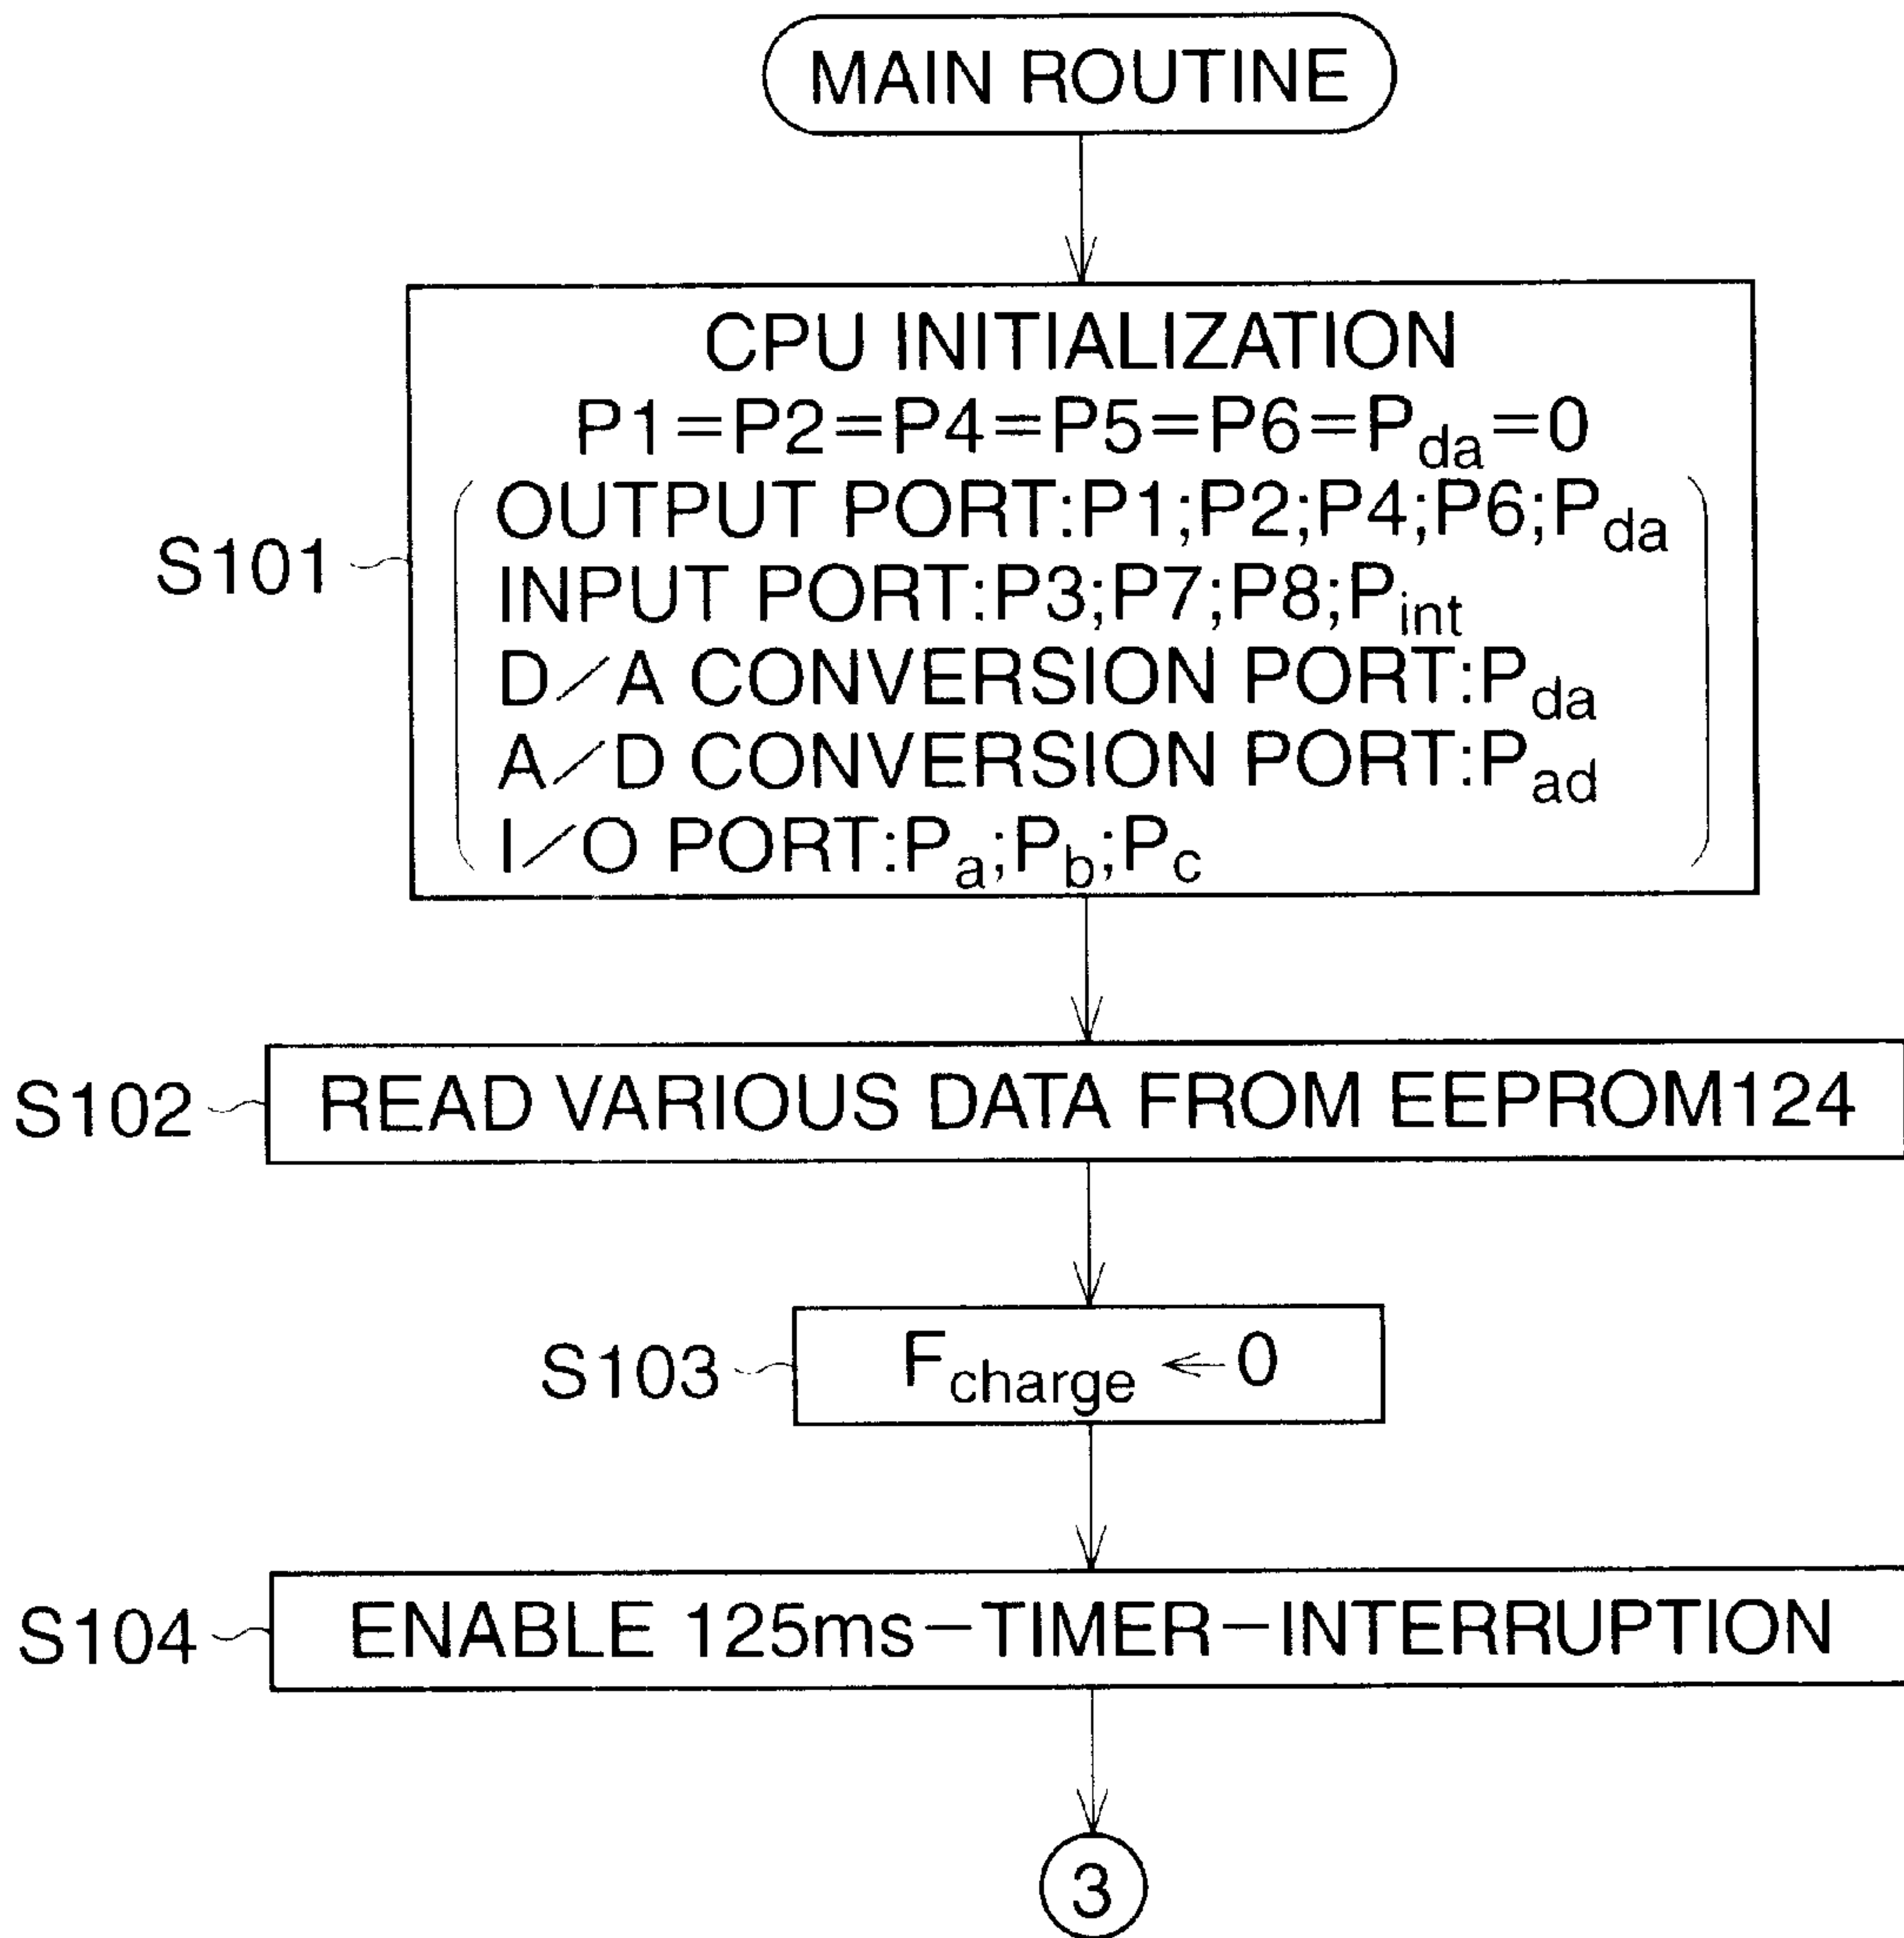 MAIN ROUTINE
CPU INITIALIZATION
P1=P2=P4=P5=P6=Pda=0
OUTPUT PORT:P1;P2;P4;P6;Pda
S101
INPUT PORT:P3;P7;P8;Pint
D/A CONVERSION PORT:Pda
A/D CONVERSION PORT:Pad
I/O PORT:Pa;Pb;Pc
S102
READ VARIOUS DATA FROM EEPROM124
S103
Fcharge ← 0
S104
ENABLE 125ms-TIMER-INTERRUPTION
3